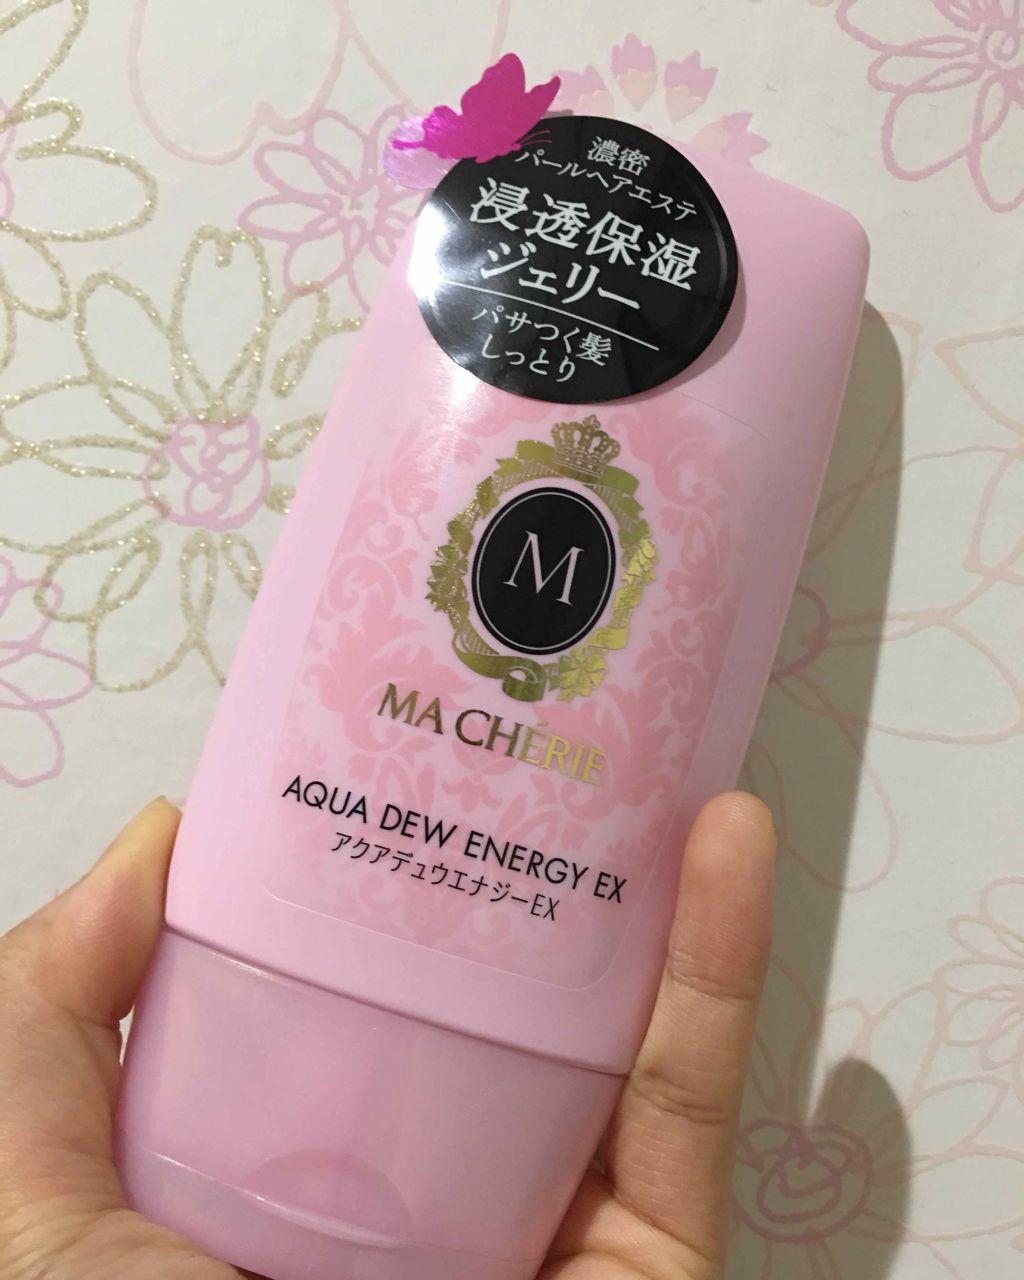 濃密
パールヘアエステ
浸透保湿
ジェリー
パサつく髪
しっとり
M
MA CHÉRIE
AQUA DEW ENERGY EX
アクアデュウエナジーEX